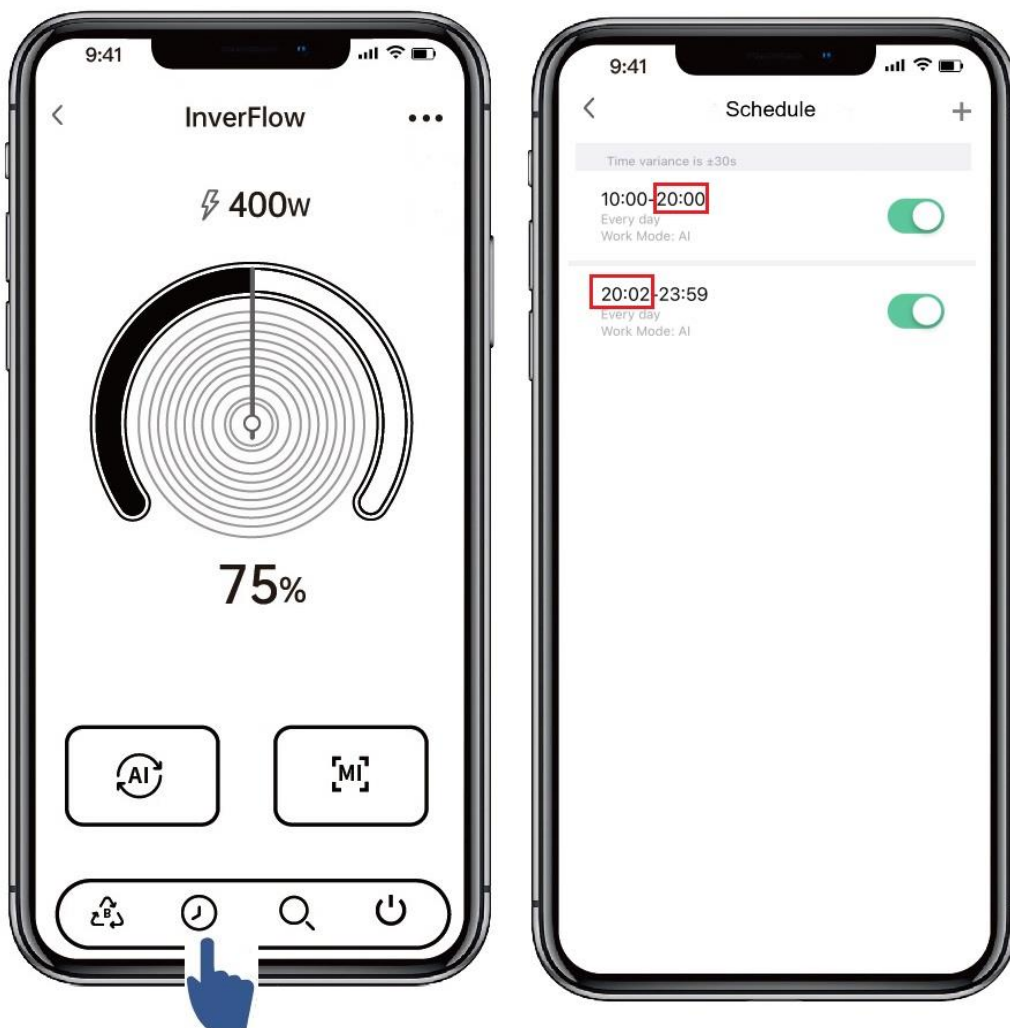 9:41
InverFlow
400W
75%
AI
MI
B
9:41
Schedule
Time variance is ±30s
10:00-20:00
Every day
Work Mode: AI
20:02-23:59
Every day
Work Mode: AI